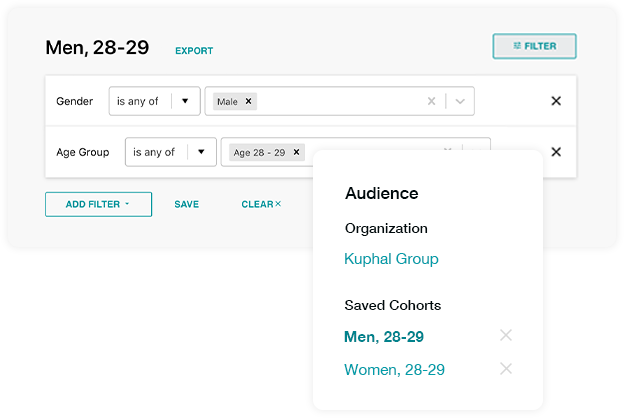 Men, 28-29 EXPORT FILTER
Gender is any of Male
Age Group is any of Age 28 - 29
ADD FILTER SAVE CLEAR
Audience
Organization
Kuphal Group
Saved Cohorts
Men, 28-29
Women, 28-29